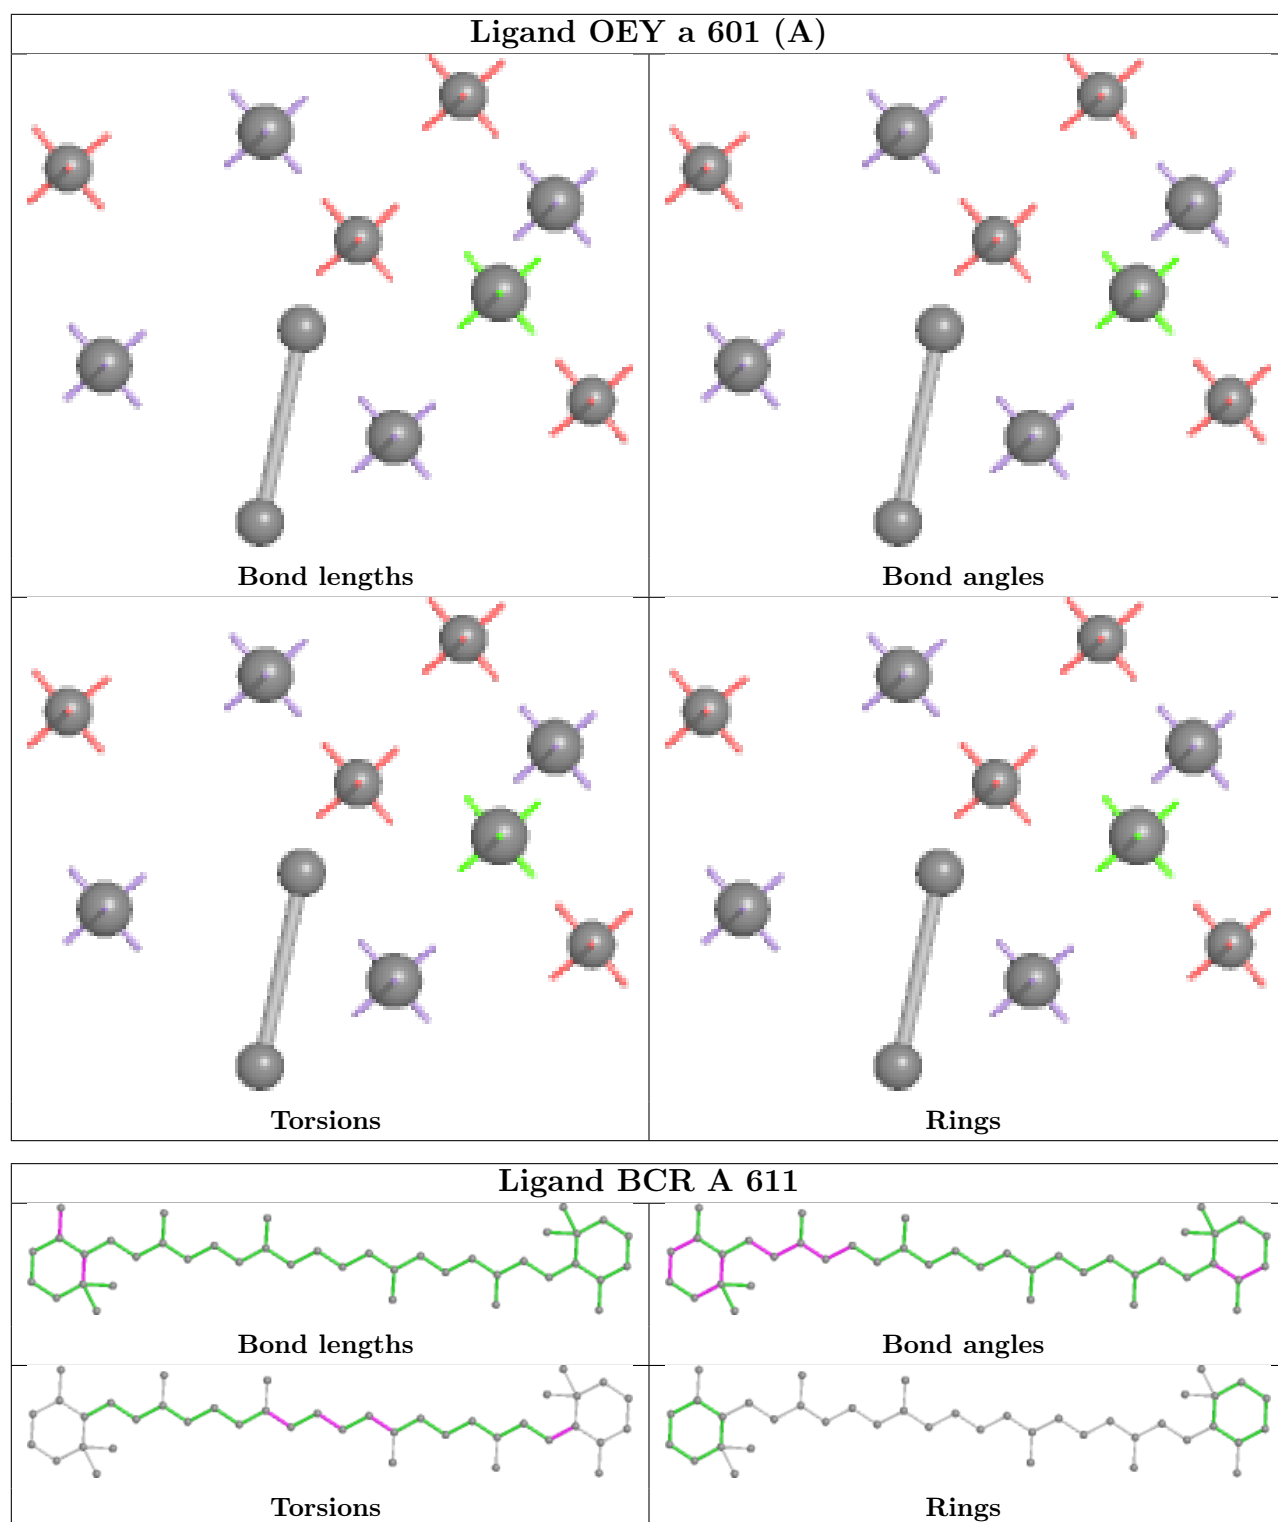 Ligand OEY a 601 (A)
Bond lengths
Bond angles
Torsions
Rings
Ligand BCR A 611
Bond lengths
Bond angles
Torsions
Rings